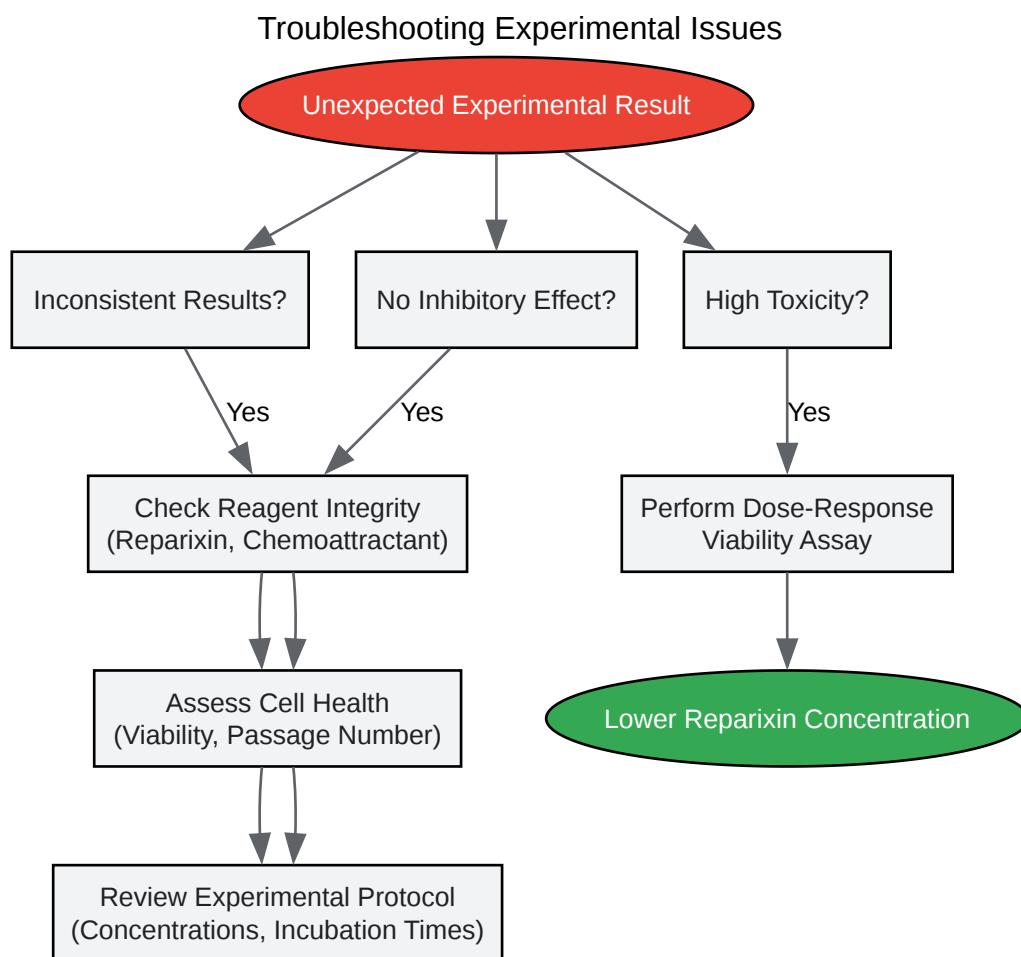 Troubleshooting Experimental Issues
Unexpected Experimental Result
Inconsistent Results?
No Inhibitory Effect?
High Toxicity?
Yes
Yes
Yes
Check Reagent Integrity
(Reparixin, Chemoattractant)
Perform Dose-Response
Viability Assay
Assess Cell Health
(Viability, Passage Number)
Lower Reparixin Concentration
Review Experimental Protocol
(Concentrations, Incubation Times)